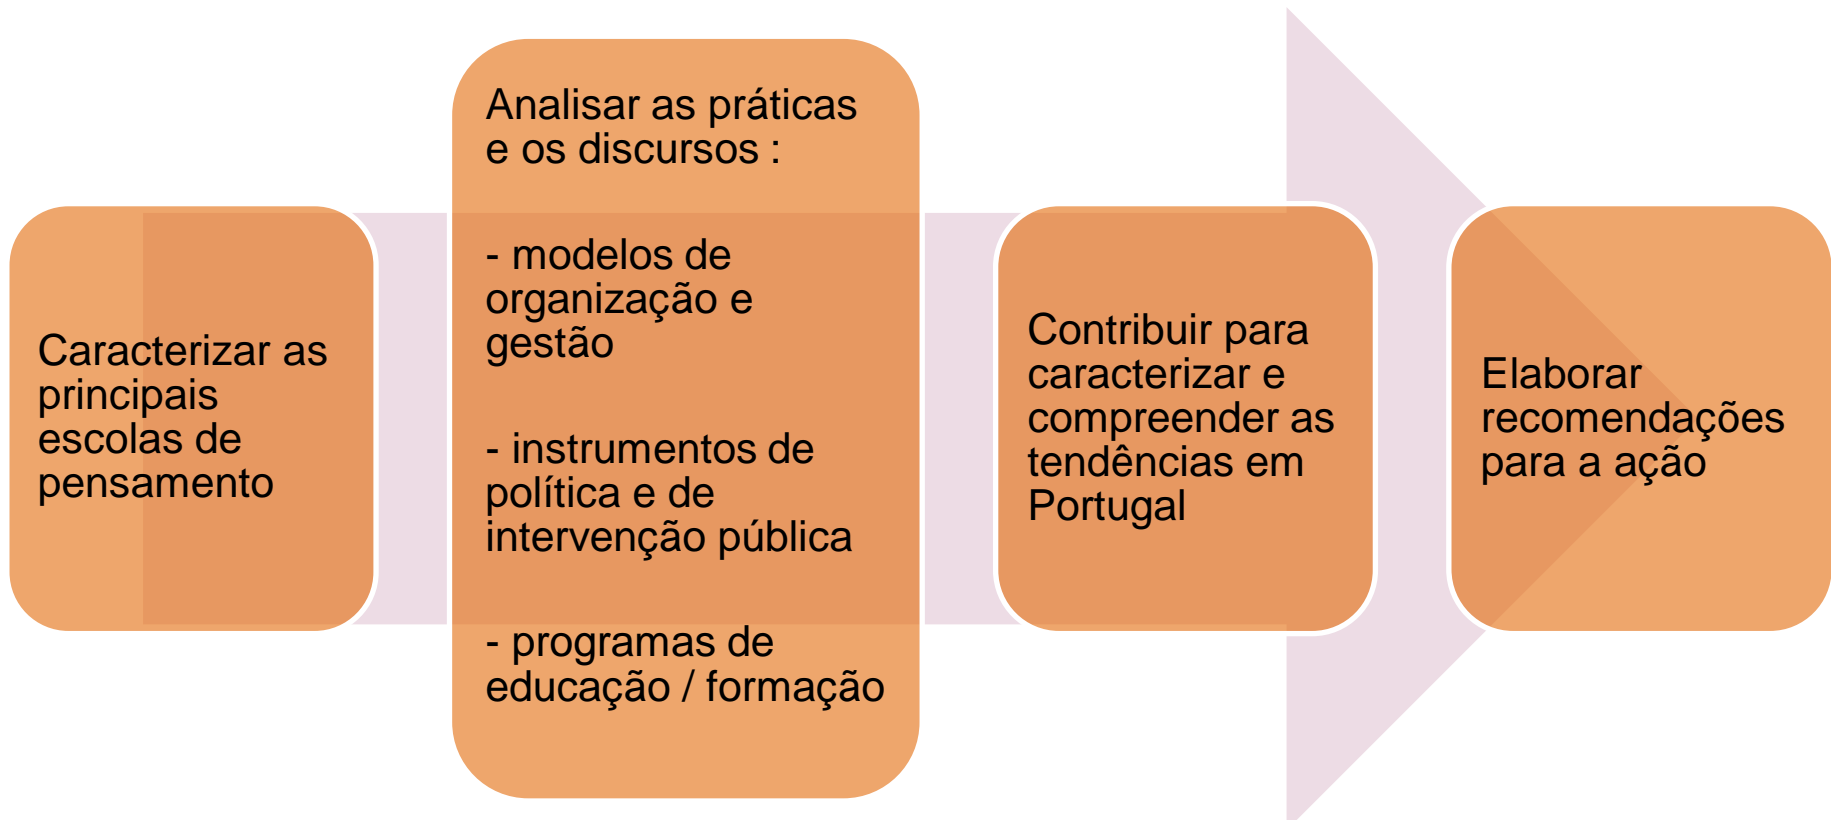 Caracterizar as
principais
escolas de
pensamento
Analisar as práticas
e os discursos :
- modelos de
organização e
gestão
- instrumentos de
política e de
intervenção pública
- programas de
educação / formação
Contribuir para
caracterizar e
compreender as
tendências em
Portugal
Elaborar
recomendações
para a ação